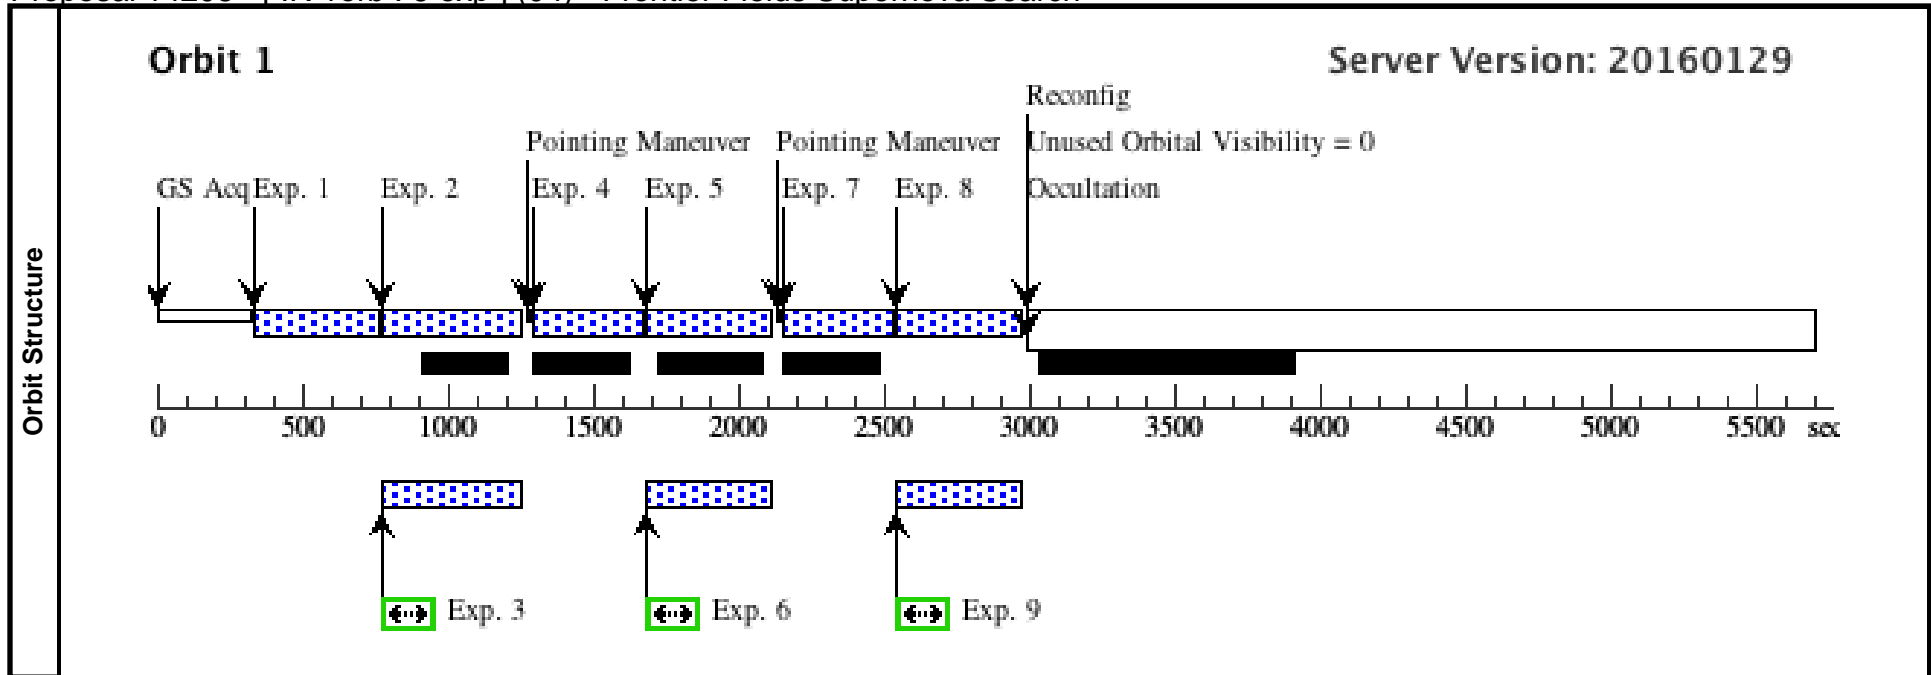 Orbit 1
Server Version: 20160129
Reconfig
Pointing Maneuver Pointing Maneuver Unused Orbital Visibility = 0
GS Acq Exp. 1 Exp. 2 Exp. 4 Exp. 5 Exp. 7 Exp. 8 Occultation
Orbit Structure
0 500 1000 1500 2000 2500 3000 3500 4000 4500 5000 5500 sec
Exp. 3 Exp. 6 Exp. 9